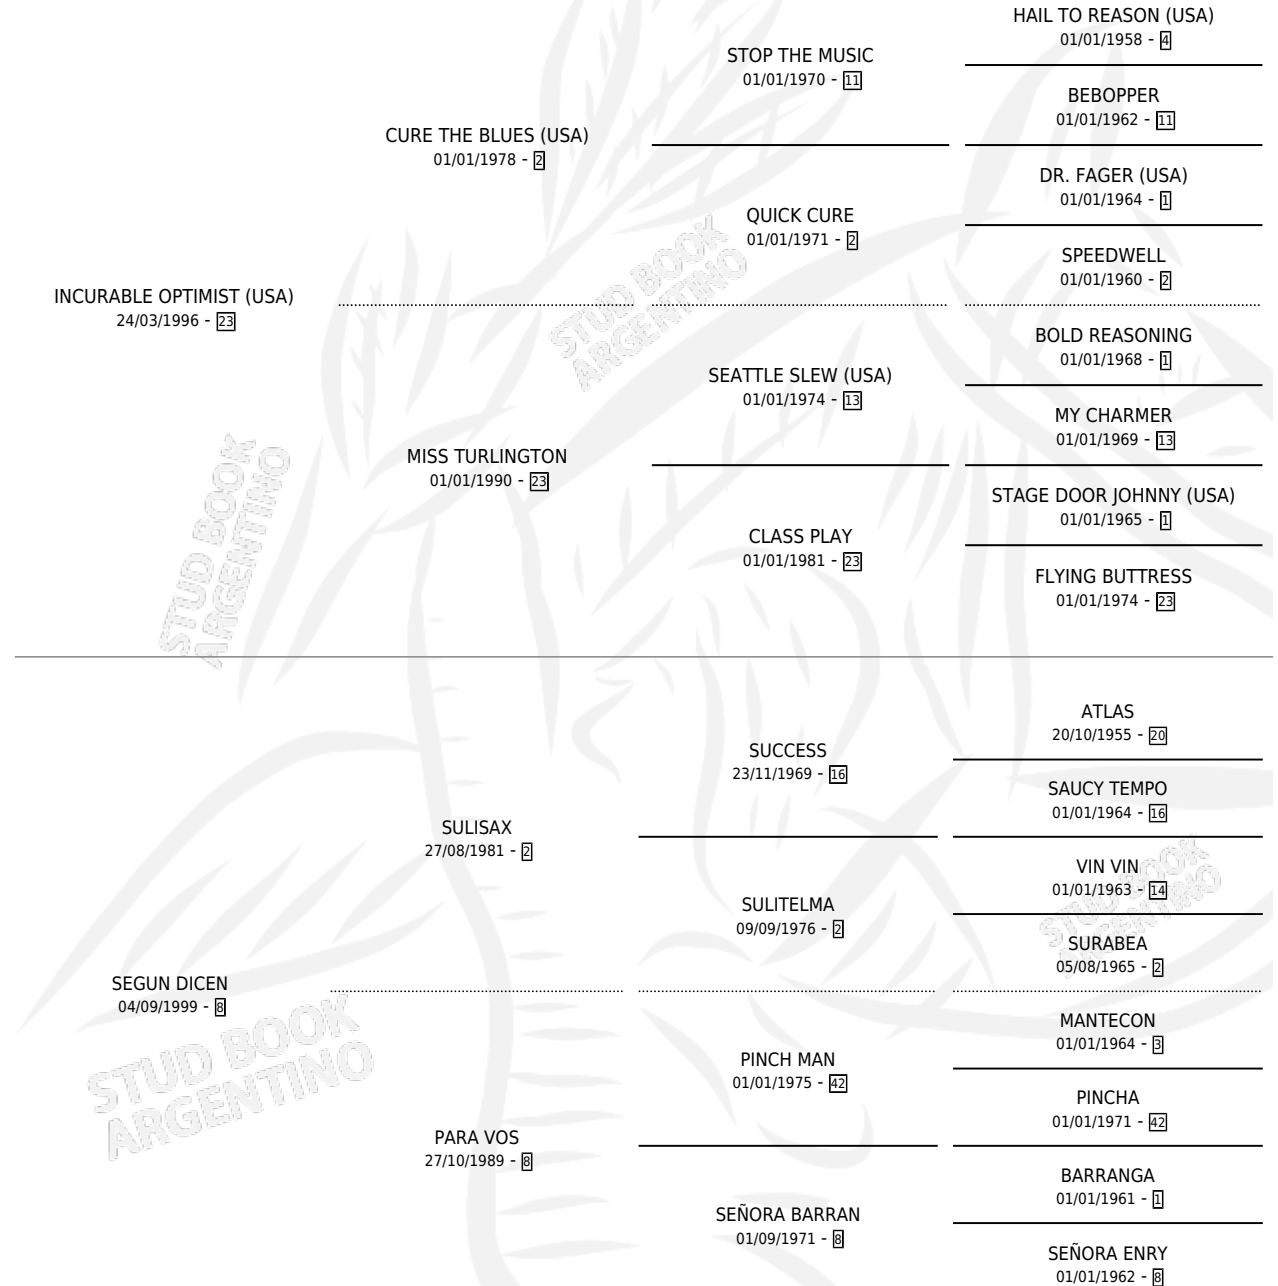 HAIL TO REASON (USA)
01/01/1958 - 4
STOP THE MUSIC
01/01/1970 - 11
BEBOPPER
01/01/1962 - 11
CURE THE BLUES (USA)
01/01/1978 - 2
DR. FAGER (USA)
01/01/1964 - 1
QUICK CURE
01/01/1971 - 2
SPEEDWELL
01/01/1960 - 2
INCURABLE OPTIMIST (USA)
24/03/1996 - 23
BOLD REASONING
01/01/1968 - 1
SEATTLE SLEW (USA)
01/01/1974 - 13
MY CHARMER
01/01/1969 - 13
MISS TURLINGTON
01/01/1990 - 23
STAGE DOOR JOHNNY (USA)
01/01/1965 - 1
CLASS PLAY
01/01/1981 - 23
FLYING BUTTRESS
01/01/1974 - 23
STUD BOOK
ARGENTINO
STUD BOOK
ARGENTINO
ATLAS
20/10/1955 - 20
SUCCESS
23/11/1969 - 16
SAUCY TEMPO
01/01/1964 - 16
SULISAX
27/08/1981 - 2
VIN VIN
01/01/1963 - 14
SULITELMA
09/09/1976 - 2
SURABEA
05/08/1965 - 2
SEGUN DICEN
04/09/1999 - 8
MANTECON
01/01/1964 - 3
PINCH MAN
01/01/1975 - 42
PINCHA
01/01/1971 - 42
PARA VOS
27/10/1989 - 8
BARRANGA
01/01/1961 - 1
SEÑORA BARRAN
01/09/1971 - 8
SEÑORA ENRY
01/01/1962 - 8
STUD BOOK
ARGENTINO
STUD BOOK
ARGENTINO